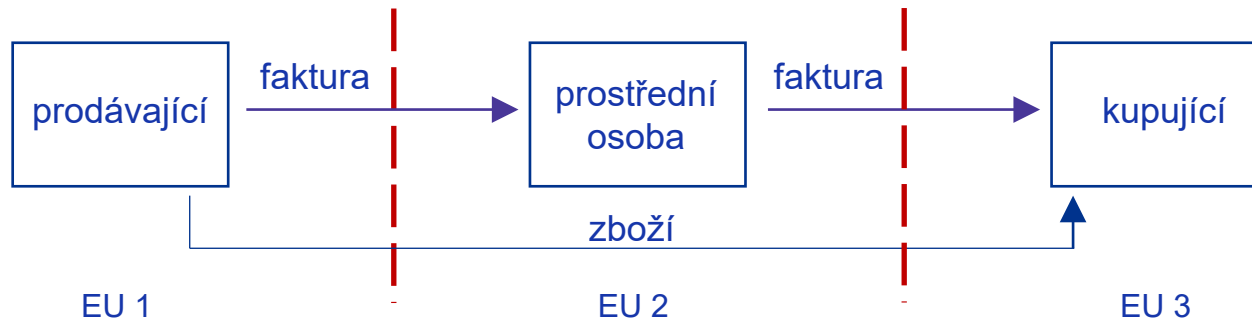 prodávající
faktura
prostřední
osoba
faktura
kupující
zboží
EU 1
EU 2
EU 3